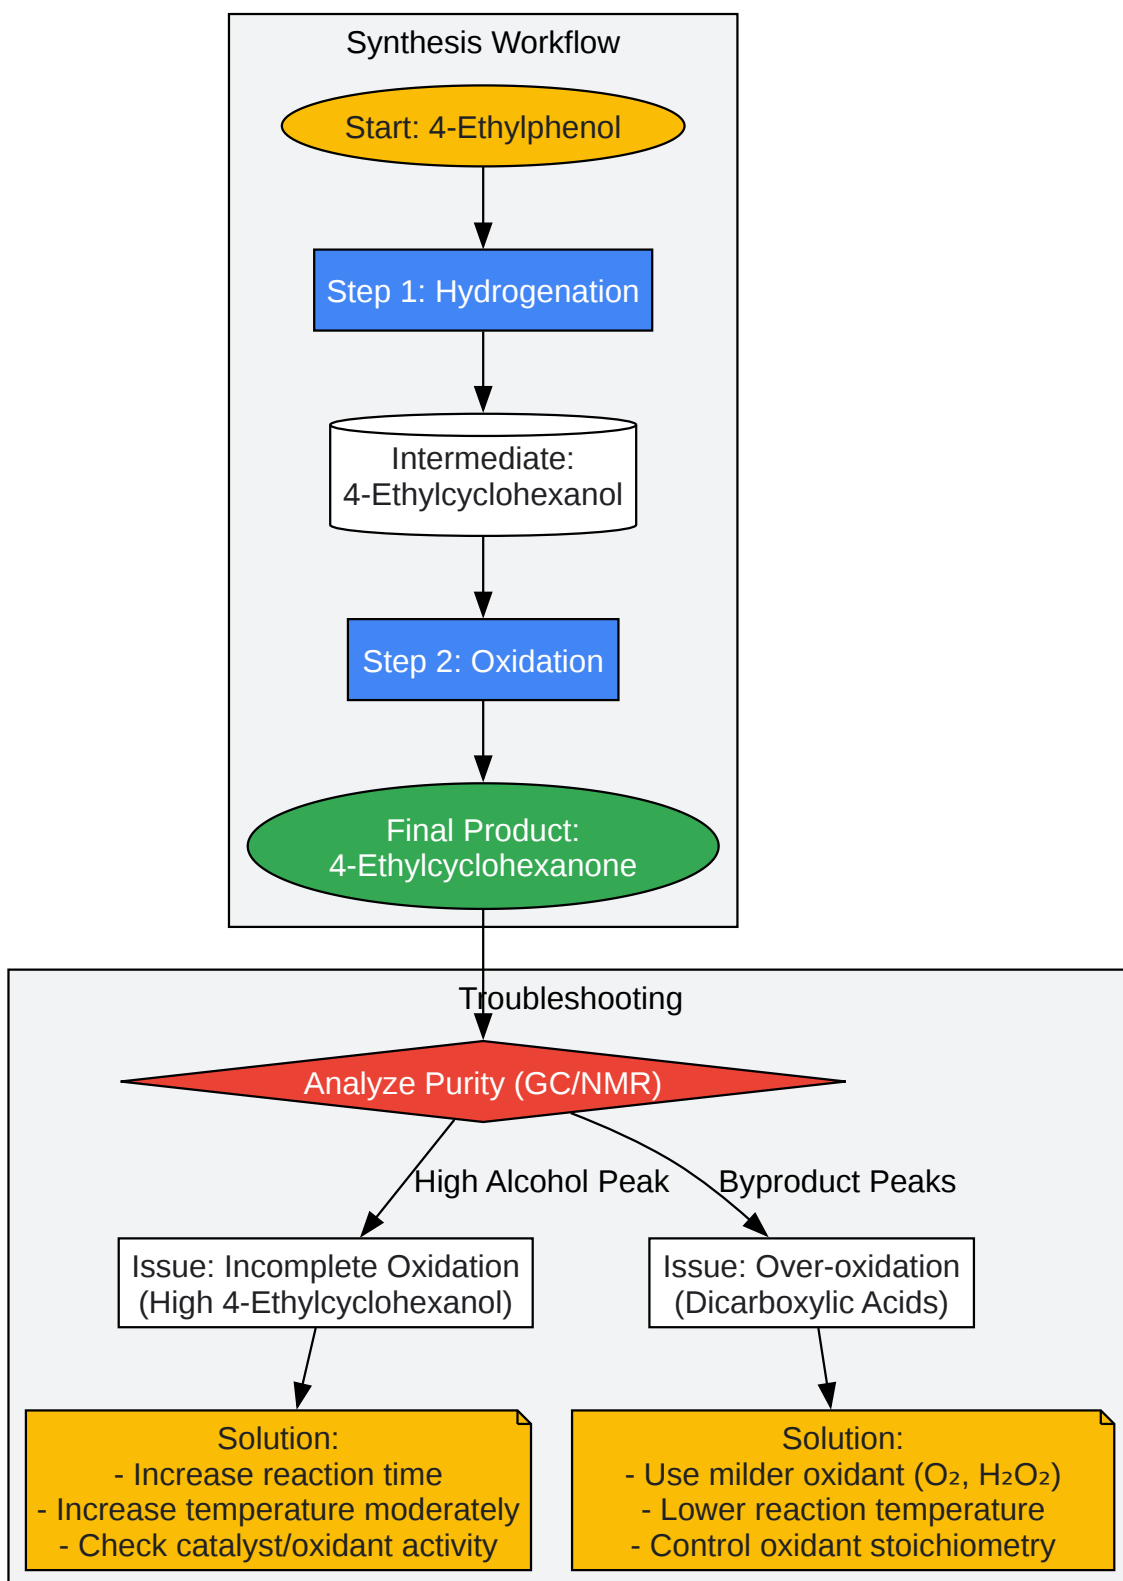 Synthesis Workflow
Start: 4-Ethylphenol
Step 1: Hydrogenation
Intermediate:
4-Ethylcyclohexanol
Step 2: Oxidation
Final Product:
4-Ethylcyclohexanone
Troubleshooting
Analyze Purity (GC/NMR)
High Alcohol Peak
Byproduct Peaks
Issue: Incomplete Oxidation
(High 4-Ethylcyclohexanol)
Issue: Over-oxidation
(Dicarboxylic Acids)
Solution:
- Increase reaction time
- Increase temperature moderately
- Check catalyst/oxidant activity
Solution:
- Use milder oxidant (O₂, H₂O₂)
- Lower reaction temperature
- Control oxidant stoichiometry